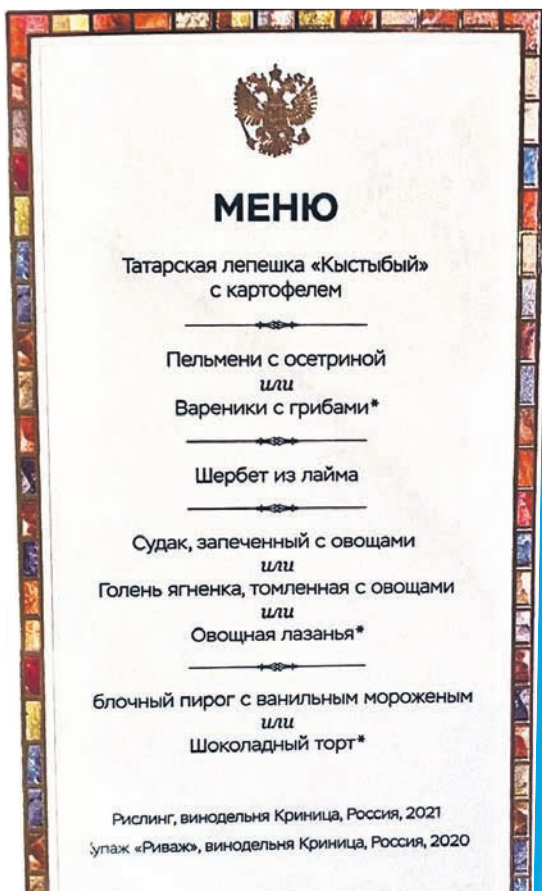 МЕНЮ
Татарская лепешка «Кыстыбый»
с картофелем
Пельмени с осетриной
или
Вареники с грибами*
Шербет из лайма
Судак, запеченный с овощами
или
Голень ягненка, томленная с овощами
или
Овощная лазанья*
блочный пирог с ванильным мороженым
или
Шоколадный торт*
Рислинг, винодельня Криница, Россия, 2021
упаж «Риваж», винодельня Криница, Россия, 2020